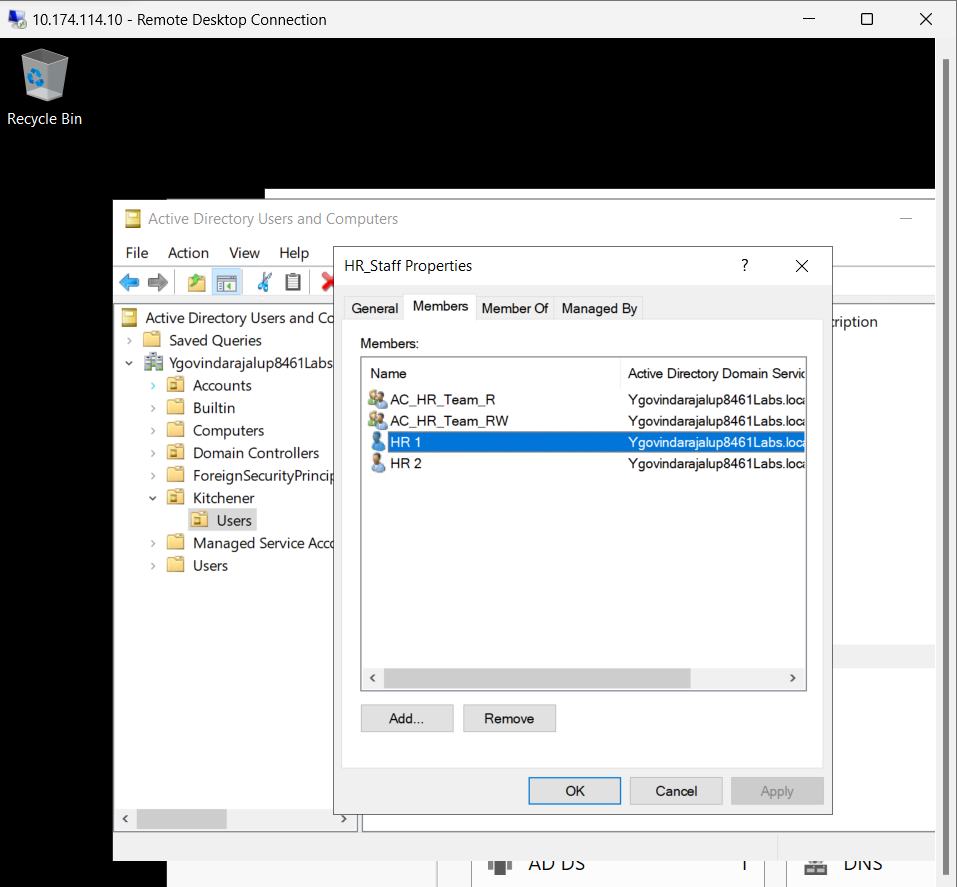 10.174.114.10 - Remote Desktop Connection
Recycle Bin
Active Directory Users and Computers
File Action View Help
HR_Staff Properties
?
General Members Member Of Managed By
Active Directory Users and Co
Saved Queries
Ygovindarajalup8461Labs
Accounts
Builtin
Computers
Domain Controllers
ForeignSecurityPrincip
Kitchener
Users
Managed Service Acco
Users
Members:
Name Active Directory Domain Servic
AC_HR_Team_R Ygovindarajalup8461Labs.loca
AC_HR_Team_RW Ygovindarajalup8461Labs.loca
HR 1 Ygovindarajalup8461Labs.loca
HR 2 Ygovindarajalup8461Labs.loca
Add... Remove
OK Cancel Apply
ription
AD DS 1
DNS